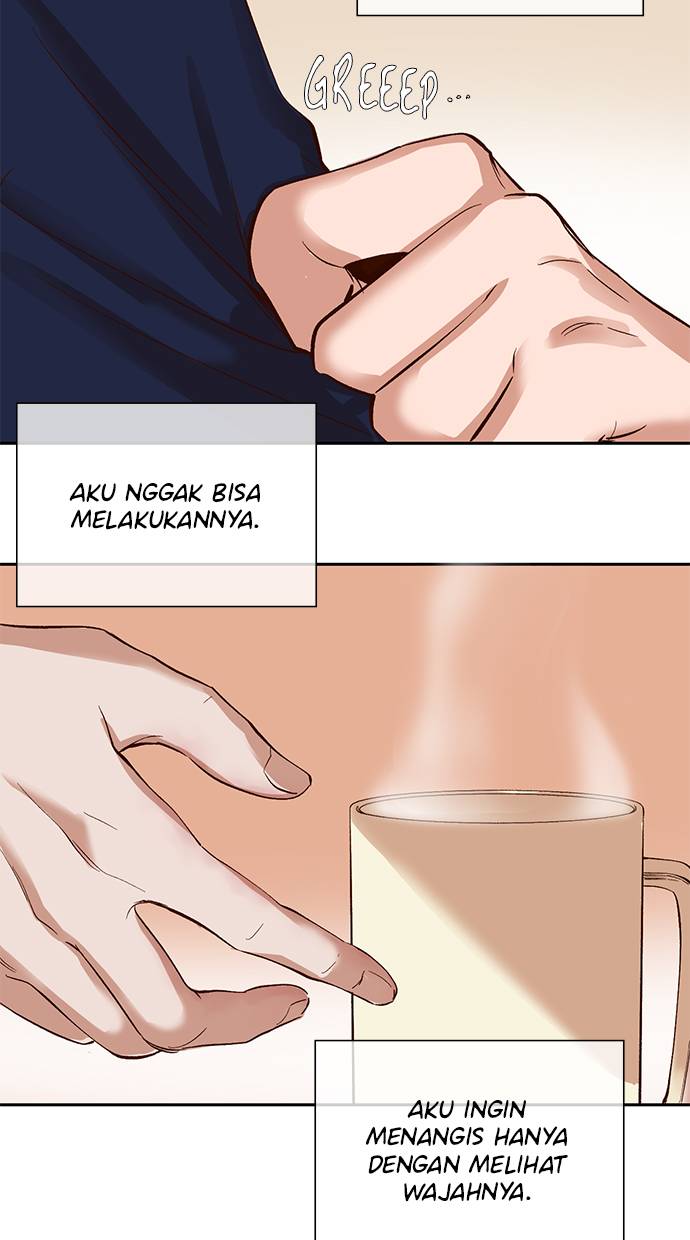 GREEEP...
AKU NGGAK BISA
MELAKUKANNYA.
AKU INGIN
MENANGIS HANYA
DENGAN MELIHAT
WAJAHNYA.